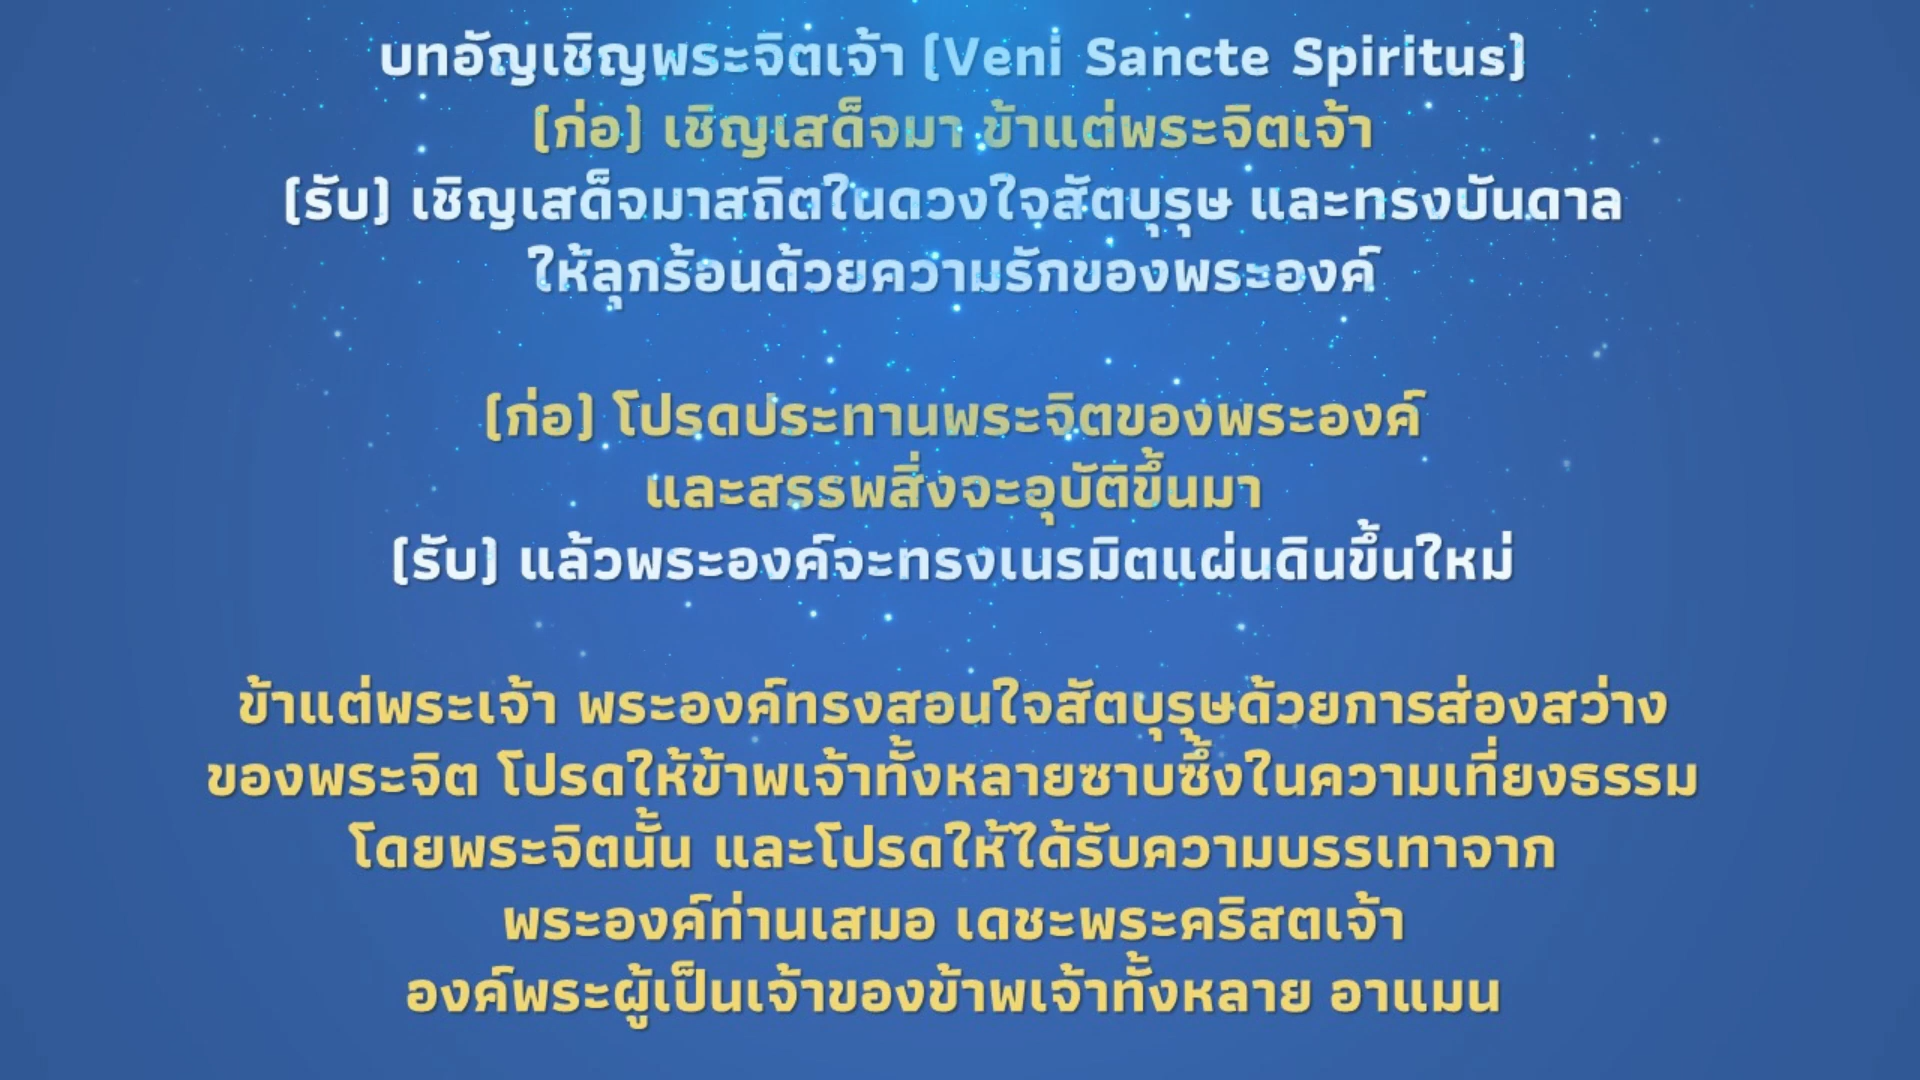 บทอัญเชิญพระจิตเจ้า (Veni Sancte Spiritus)
(ก่อ) เชิญเสด็จมา ข้าแต่พระจิตเจ้า
(รับ) เชิญเสด็จมาสถิตในดวงใจสัตบุรุษ และทรงบันดาล
ให้ลุกร้อนด้วยความรักของพระองค์
(ก่อ) โปรดประทานพระจิตของพระองค์
และสรรพสิ่งจะอุบัติขึ้นมา
(รับ) แล้วพระองค์จะทรงเนรมิตแผ่นดินขึ้นใหม่
ข้าแต่พระเจ้า พระองค์ทรงสอนใจสัตบุรุษด้วยการส่องสว่าง
ของพระจิต โปรดให้ข้าพเจ้าทั้งหลายซาบซึ้งในความเที่ยงธรรม
โดยพระจิตนั้น และโปรดให้ได้รับความบรรเทาจาก
พระองค์ท่านเสมอ เดชะพระคริสตเจ้า
องค์พระผู้เป็นเจ้าของข้าพเจ้าทั้งหลาย อาแมน